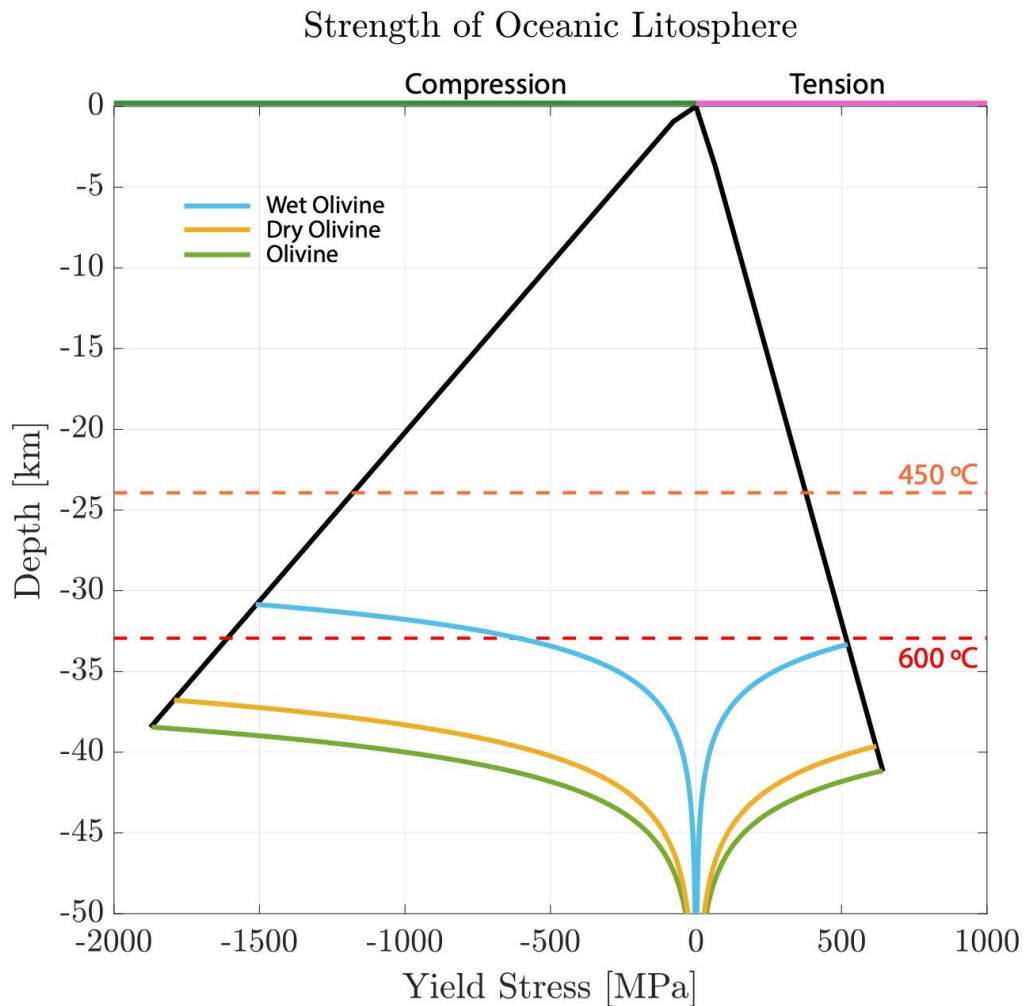 Strength of Oceanic Litosphere
Compression
Tension
0
-5
-10
-15
-20
-25
-30
-35
-40
-45
-50
Depth [km]
Wet Olivine
Dry Olivine
Olivine
450 ºC
600 ºC
-2000 -1500 -1000 -500 0 500 1000
Yield Stress [MPa]